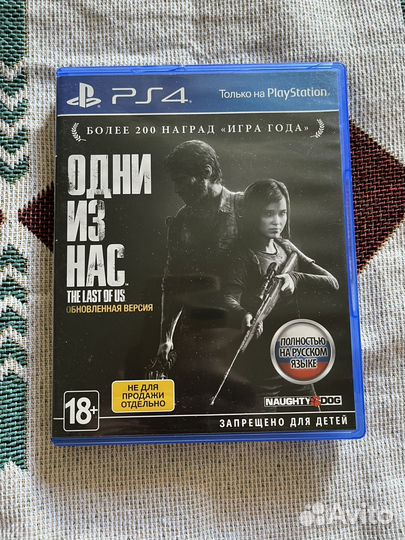 PS4
Только на PlayStation
БОЛЕЕ 200 НАГРАД «ИГРА ГОДА»
ОДНИ
ИЗ
НАС
THE LAST OF US
ОБНОВЛЕННАЯ ВЕРСИЯ
ПОЛНОСТЬЮ
НА РУССКОМ
ЯЗЫКЕ
НЕ ДЛЯ
ПРОДАЖИ
ОТДЕЛЬНО
18+
NAUGHTY DOG
ЗАПРЕЩЕНО ДЛЯ ДЕТЕЙ
Avito